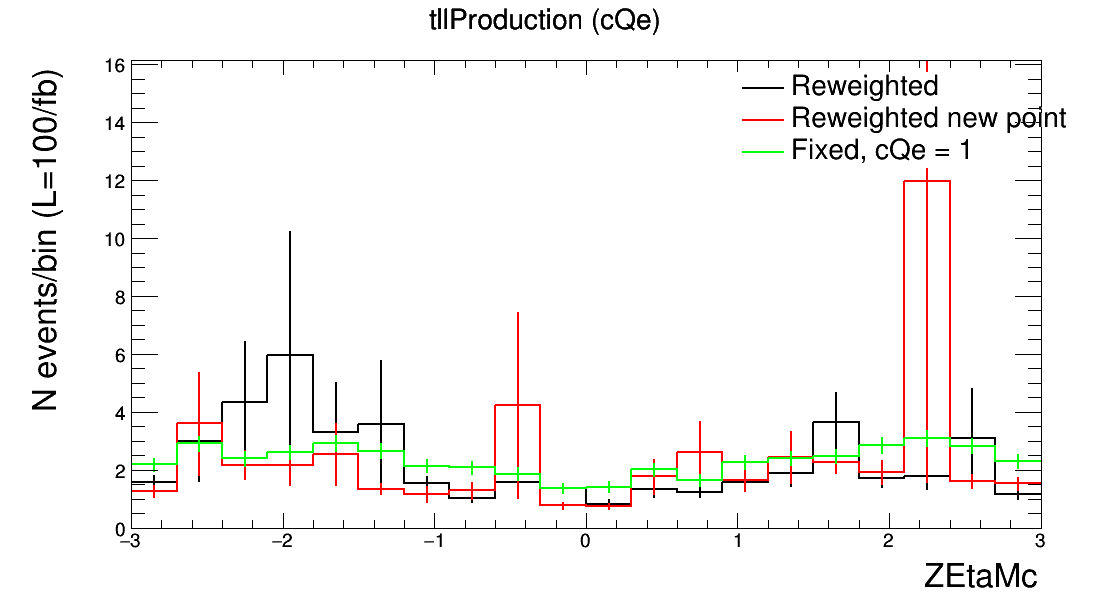 tllProduction (cQe)
N events/bin (L=100/fb)
16
14
12
10
8
6
4
2
0
Reweighted
Reweighted new point
Fixed, cQe = 1
−3
−2
−1
0
1
2
3
ZEtaMc